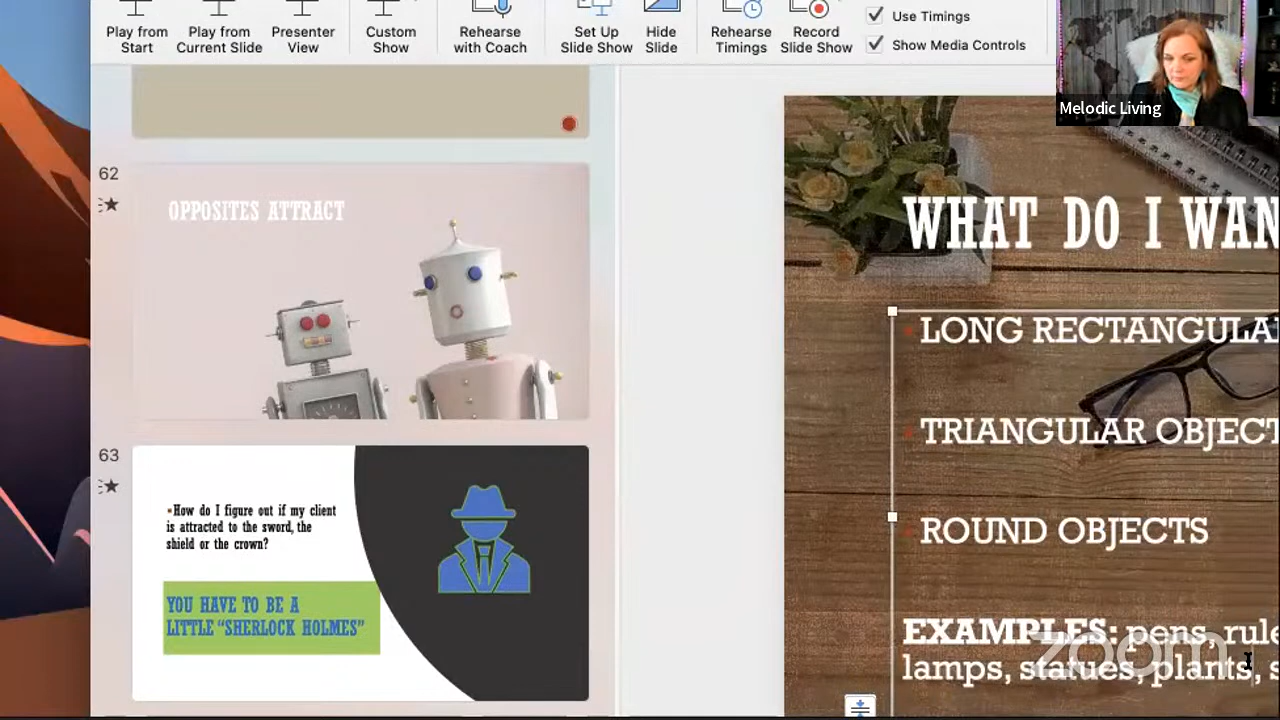 Play from
Start
Play from
Current Slide
Presenter
View
Custom
Show
Rehearse
with Coach
Set Up
Slide Show
Hide
Slide
Rehearse
Timings
Record
Slide Show
Use Timings
Show Media Controls
Melodic Living
62
OPPOSITES ATTRACT
63
•How do I figure out if my client
is attracted to the sword, the
shield or the crown?
YOU HAVE TO BE A
LITTLE “SHERLOCK HOLMES”
WHAT DO I WAN
• LONG RECTANGULA
• TRIANGULAR OBJECT
• ROUND OBJECTS
EXAMPLES: pens, rule
lamps, statues, plants, s
zoom